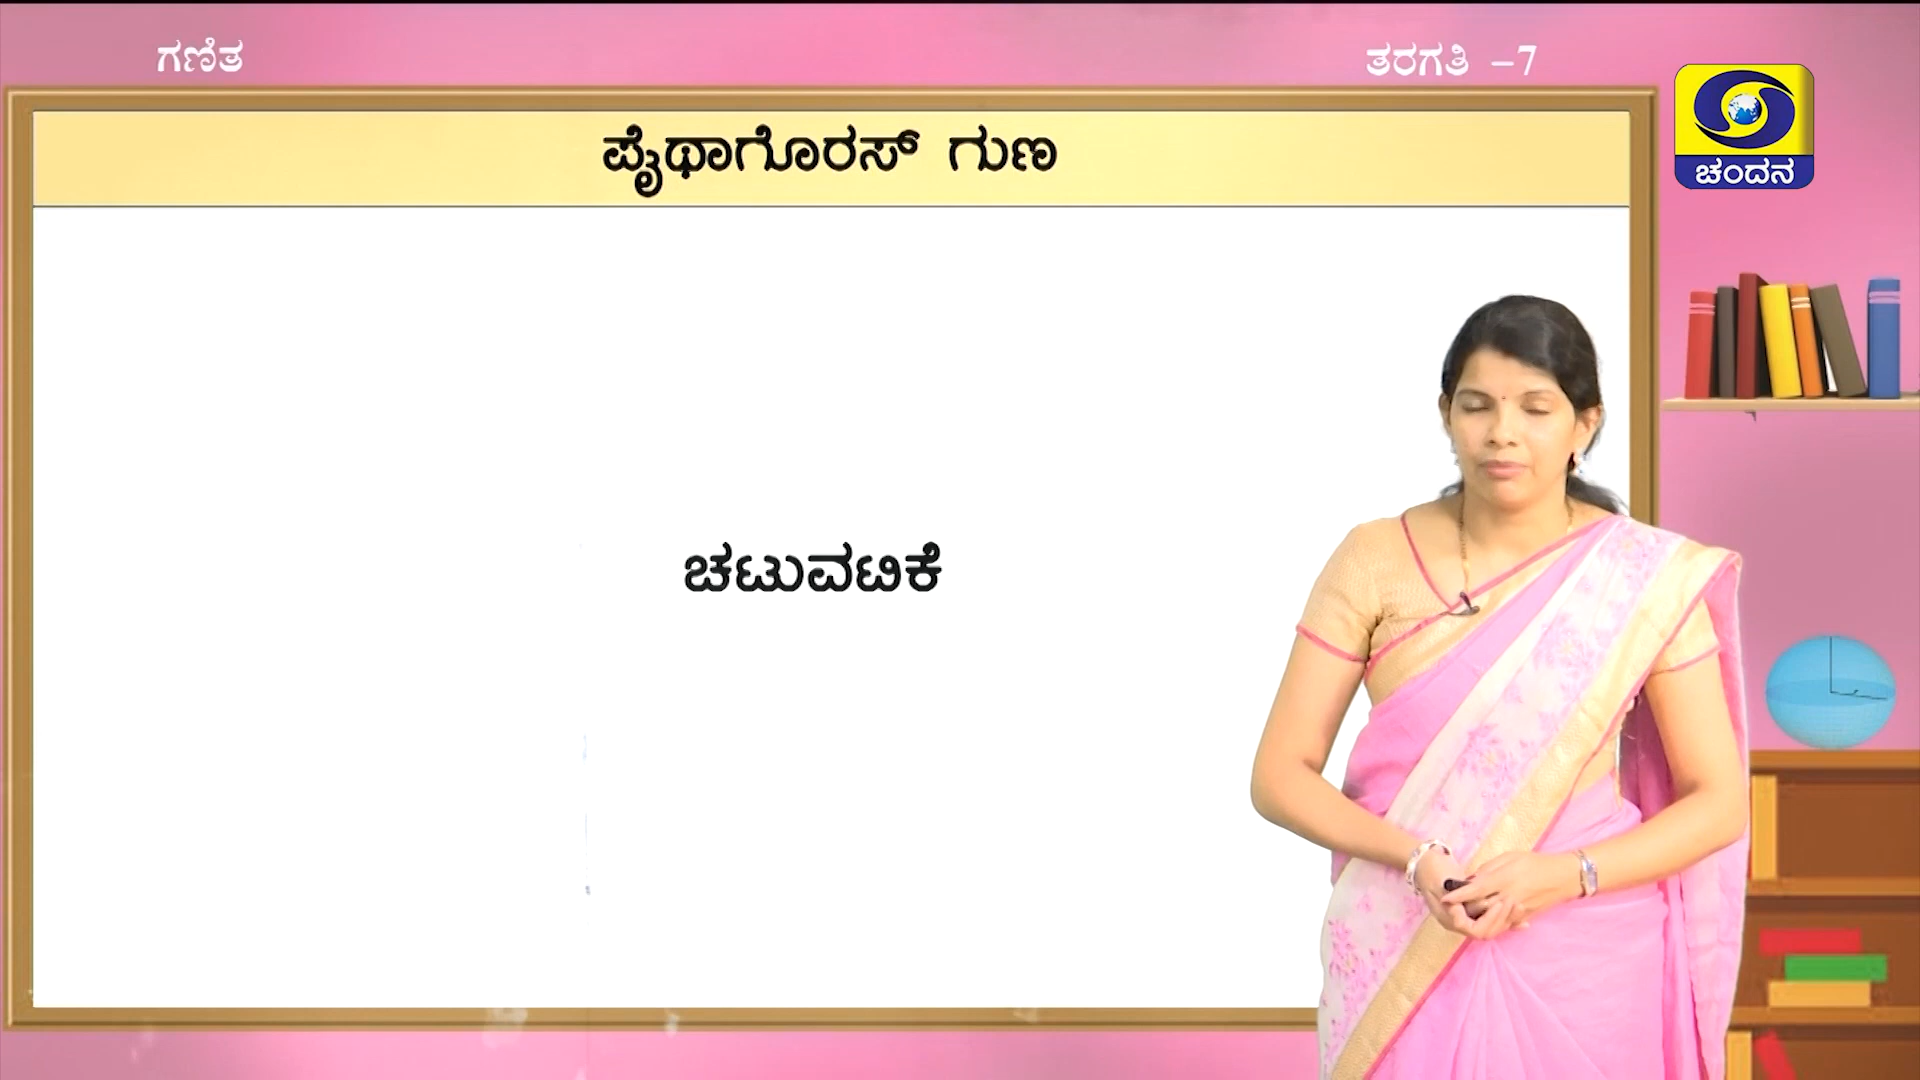 ಗಣಿತ
ತರಗತಿ –7
ಪೈಥಾಗೊರಸ್ ಗುಣ
ಚಂದನ
ಚಟುವಟಿಕೆ